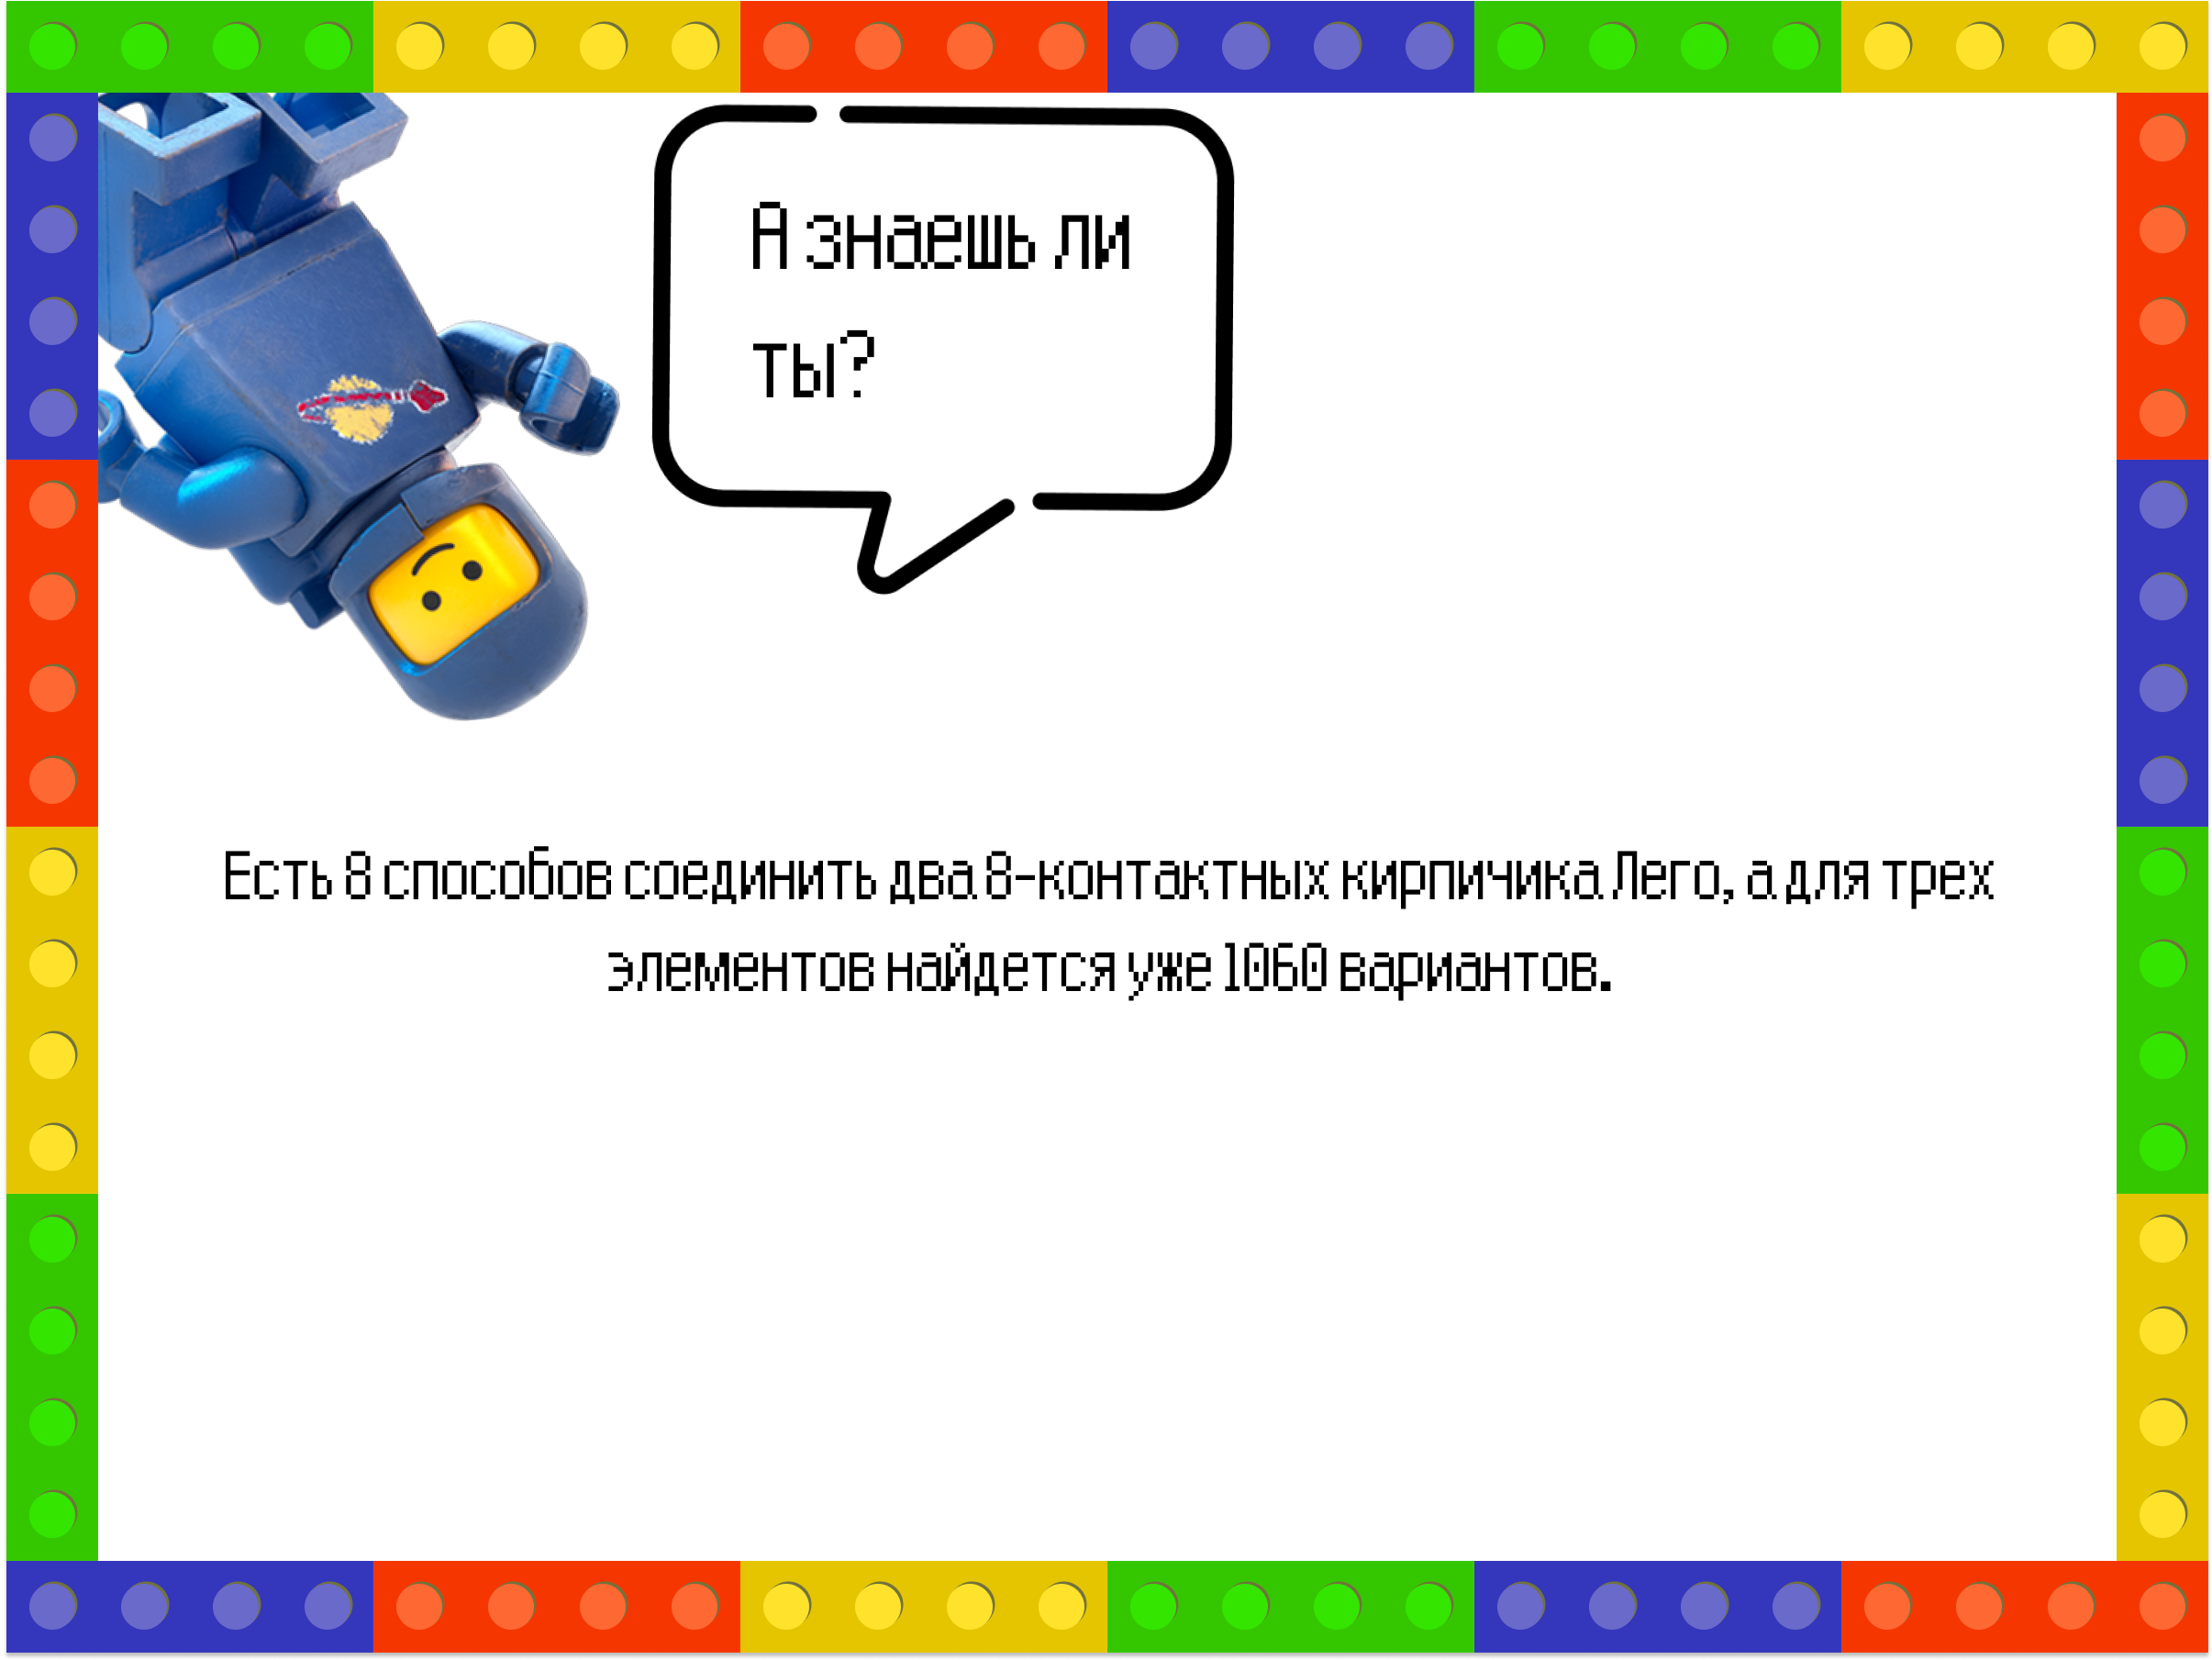 А знаешь ли
ты?
Есть 8 способов соединить два 8-контактных кирпичика Лего, а для трех
элементов найдется уже 1060 вариантов.